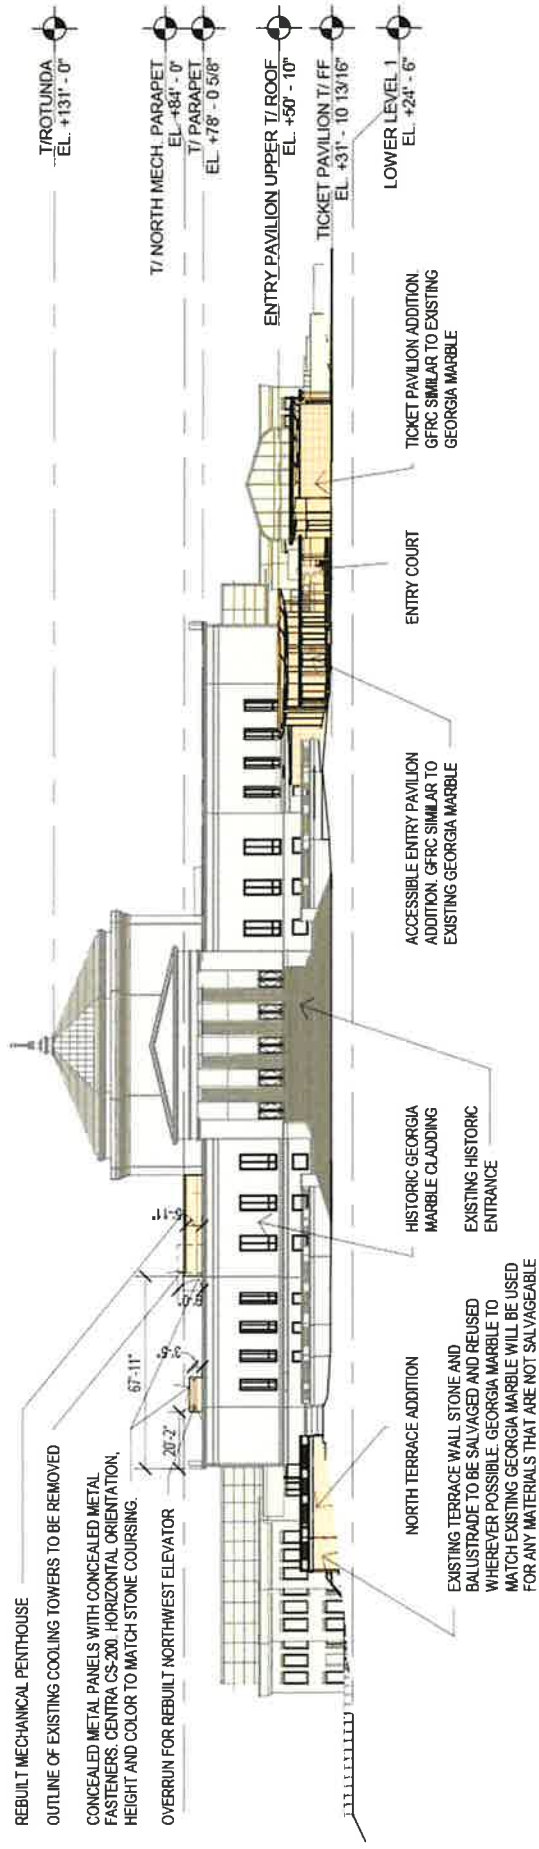 REBUILT MECHANICAL PENTHOUSE
OUTLINE OF EXISTING COOLING TOWERS TO BE REMOVED
CONCEALED METAL PANELS WITH CONCEALED METAL
FASTENERS. CENTRA CS-200. HORIZONTAL ORIENTATION,
HEIGHT AND COLOR TO MATCH STONE COURSING.
OVERRUN FOR REBUILT NORTHWEST ELEVATOR
20'-2"
67'-11"
3'-5"
5'-11"
T/ROTUNDA
EL. +131' - 0"
T/ NORTH MECH. PARAPET
EL. +84' - 0"
T/ PARAPET
EL. +78' - 0 5/8"
ENTRY PAVILION UPPER T/ ROOF
EL. +50' - 10"
TICKET PAVILION T/ FF
EL. +31' - 10 13/16"
LOWER LEVEL 1
EL. +24' - 6"
NORTH TERRACE ADDITION
EXISTING TERRACE WALL STONE AND
BALUSTRADE TO BE SALVAGED AND REUSED
WHEREVER POSSIBLE. GEORGIA MARBLE TO
MATCH EXISTING GEORGIA MARBLE WILL BE USED
FOR ANY MATERIALS THAT ARE NOT SALVAGEABLE
HISTORIC GEORGIA
MARBLE CLADDING
EXISTING HISTORIC
ENTRANCE
ACCESSIBLE ENTRY PAVILION
ADDITION. GFRC SIMILAR TO
EXISTING GEORGIA MARBLE
ENTRY COURT
TICKET PAVILION ADDITION.
GFRC SIMILAR TO EXISTING
GEORGIA MARBLE